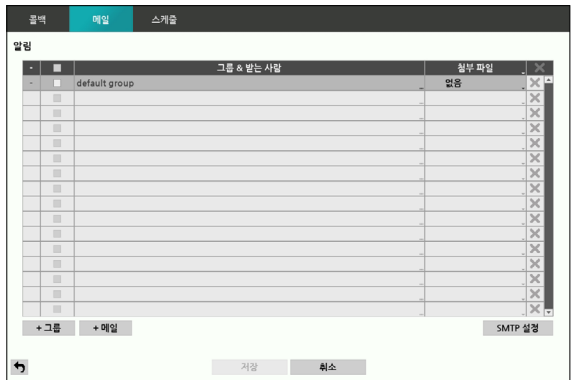 콜백 메일 스케줄
알림
- 그룹 & 받는 사람 첨부 파일
- default group 없음
+ 그룹 + 메일 SMTP 설정
저장 취소